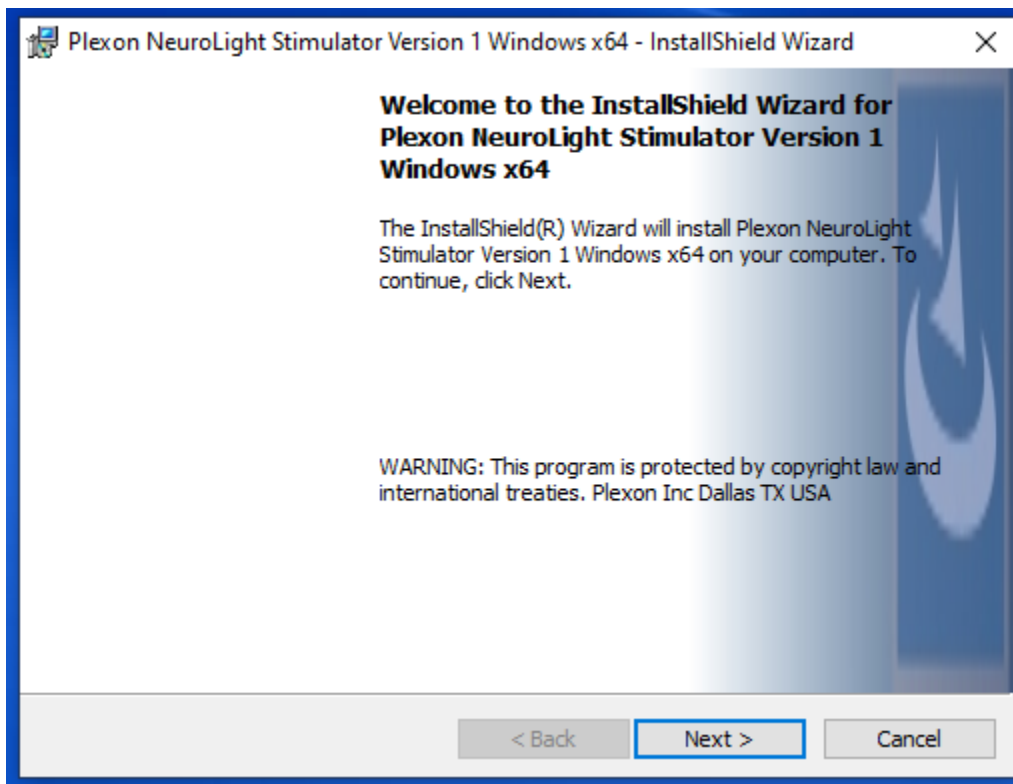 Plexon NeuroLight Stimulator Version 1 Windows x64 - InstallShield Wizard
Welcome to the InstallShield Wizard for
Plexon NeuroLight Stimulator Version 1
Windows x64
The InstallShield(R) Wizard will install Plexon NeuroLight
Stimulator Version 1 Windows x64 on your computer. To
continue, click Next.
WARNING: This program is protected by copyright law and
international treaties. Plexon Inc Dallas TX USA
< Back Next > Cancel